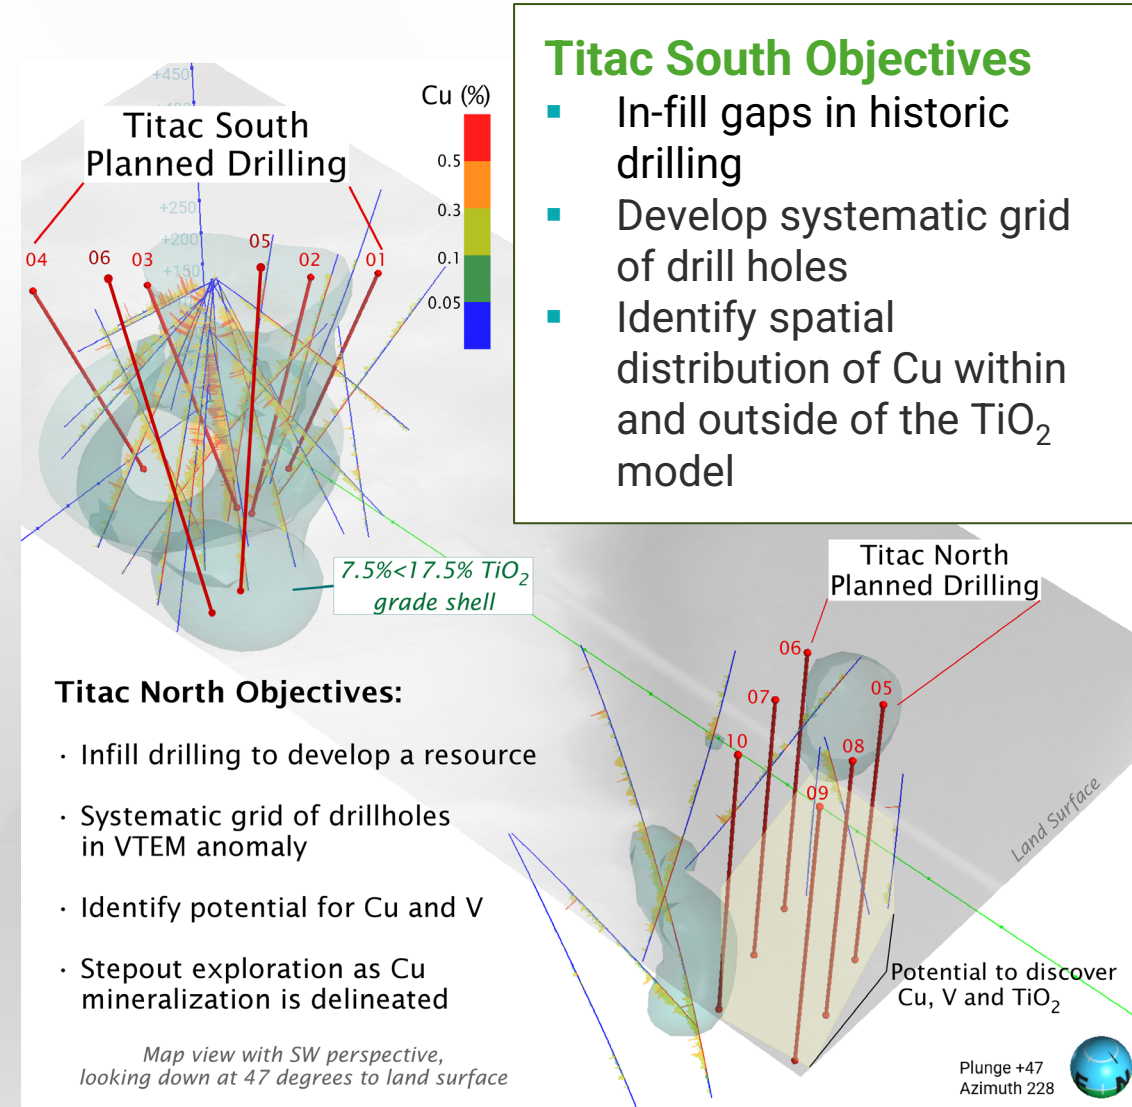 Titac South Objectives
▪ In-fill gaps in historic
drilling
▪ Develop systematic grid
of drill holes
▪ Identify spatial
distribution of Cu within
and outside of the TiO₂
model
+450
Cu (%)
0.5
0.3
0.1
0.05
Titac South
Planned Drilling
+250
+200
+150
04
06
03
05
02
01
7.5%<17.5% TiO₂
grade shell
Titac North
Planned Drilling
06
05
07
10
08
09
Land Surface
Potential to discover
Cu, V and TiO₂
Titac North Objectives:
· Infill drilling to develop a resource
· Systematic grid of drillholes
in VTEM anomaly
· Identify potential for Cu and V
· Stepout exploration as Cu
mineralization is delineated
Map view with SW perspective,
looking down at 47 degrees to land surface
Plunge +47
Azimuth 228
E N